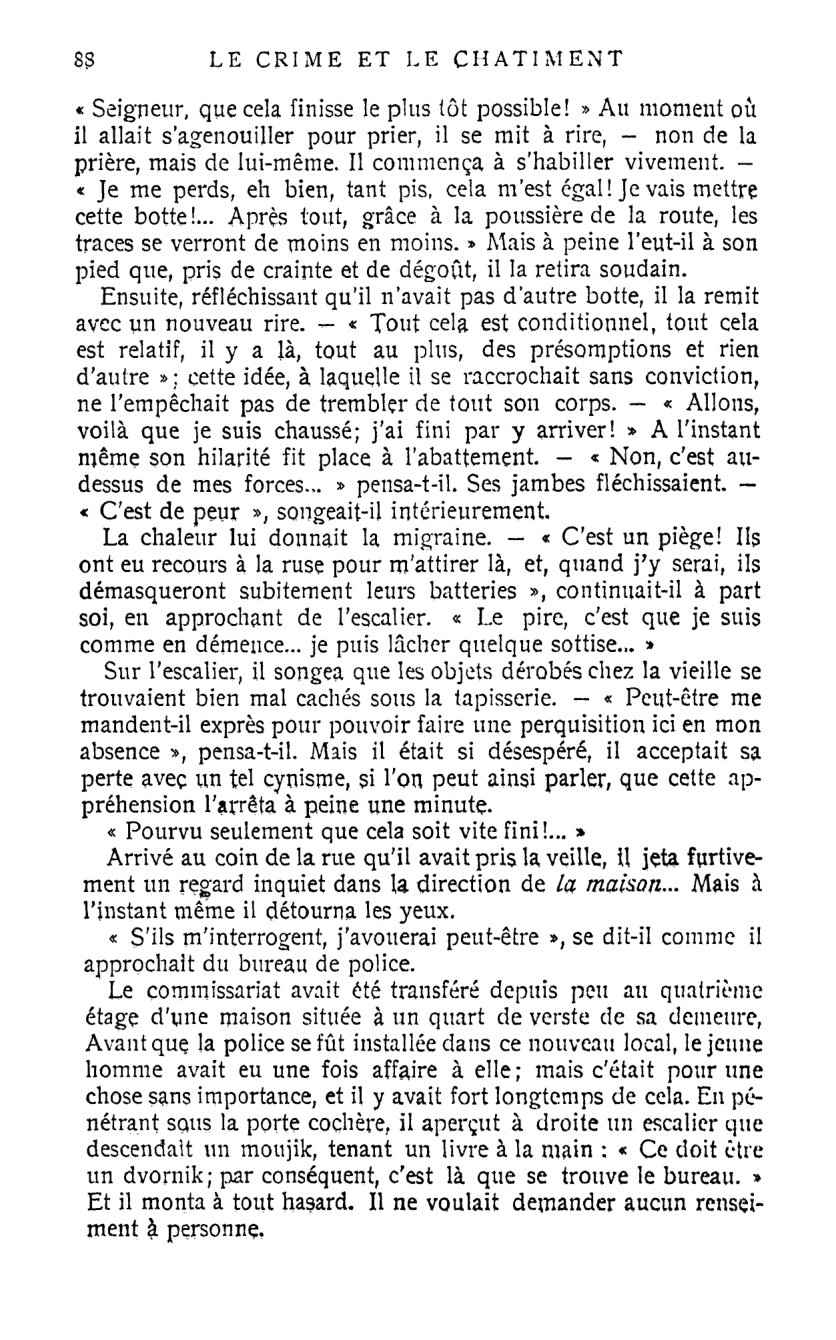 88 LE CRIME ET LE CHATIMENT
« Seigneur, que cela finisse le plus tôt possible! » Au moment où
il allait s'agenouiller pour prier, il se mit à rire, — non de la
prière, mais de lui-même. Il commença à s'habiller vivement. —
« Je me perds, eh bien, tant pis, cela m'est égal! Je vais mettre
cette botte!... Après tout, grâce à la poussière de la route, les
traces se verront de moins en moins. » Mais à peine l'eut-il à son
pied que, pris de crainte et de dégoût, il la retira soudain.
Ensuite, réfléchissant qu'il n'avait pas d'autre botte, il la remit
avec un nouveau rire. — « Tout cela est conditionnel, tout cela
est relatif, il y a là, tout au plus, des présomptions et rien
d'autre »; cette idée, à laquelle il se raccrochait sans conviction,
ne l'empêchait pas de trembler de tout son corps. — « Allons,
voilà que je suis chaussé; j'ai fini par y arriver! » A l'instant
même son hilarité fit place à l'abattement. — « Non, c'est au-
dessus de mes forces... » pensa-t-il. Ses jambes fléchissaient. —
« C'est de peur », songeait-il intérieurement.
La chaleur lui donnait la migraine. — « C'est un piège! Ils
ont eu recours à la ruse pour m'attirer là, et, quand j'y serai, ils
démasqueront subitement leurs batteries », continuait-il à part
soi, en approchant de l'escalier. « Le pire, c'est que je suis
comme en démence... je puis lâcher quelque sottise... »
Sur l'escalier, il songea que les objets dérobés chez la vieille se
trouvaient bien mal cachés sous la tapisserie. — « Peut-être me
mandent-il exprès pour pouvoir faire une perquisition ici en mon
absence », pensa-t-il. Mais il était si désespéré, il acceptait sa
perte avec un tel cynisme, si l'on peut ainsi parler, que cette ap-
préhension l'arrêta à peine une minute.
« Pourvu seulement que cela soit vite fini!... »
Arrivé au coin de la rue qu'il avait pris la veille, il jeta furtive-
ment un regard inquiet dans la direction de la maison... Mais à
l'instant même il détourna les yeux.
« S'ils m'interrogent, j'avouerai peut-être », se dit-il comme il
approchait du bureau de police.
Le commissariat avait été transféré depuis peu au quatrième
étage d'une maison située à un quart de verste de sa demeure,
Avant que la police se fût installée dans ce nouveau local, le jeune
homme avait eu une fois affaire à elle; mais c'était pour une
chose sans importance, et il y avait fort longtemps de cela. En pé-
nétrant sous la porte cochère, il aperçut à droite un escalier que
descendait un moujik, tenant un livre à la main : « Ce doit être
un dvornik; par conséquent, c'est là que se trouve le bureau. »
Et il monta à tout hasard. Il ne voulait demander aucun rensei-
ment à personne.